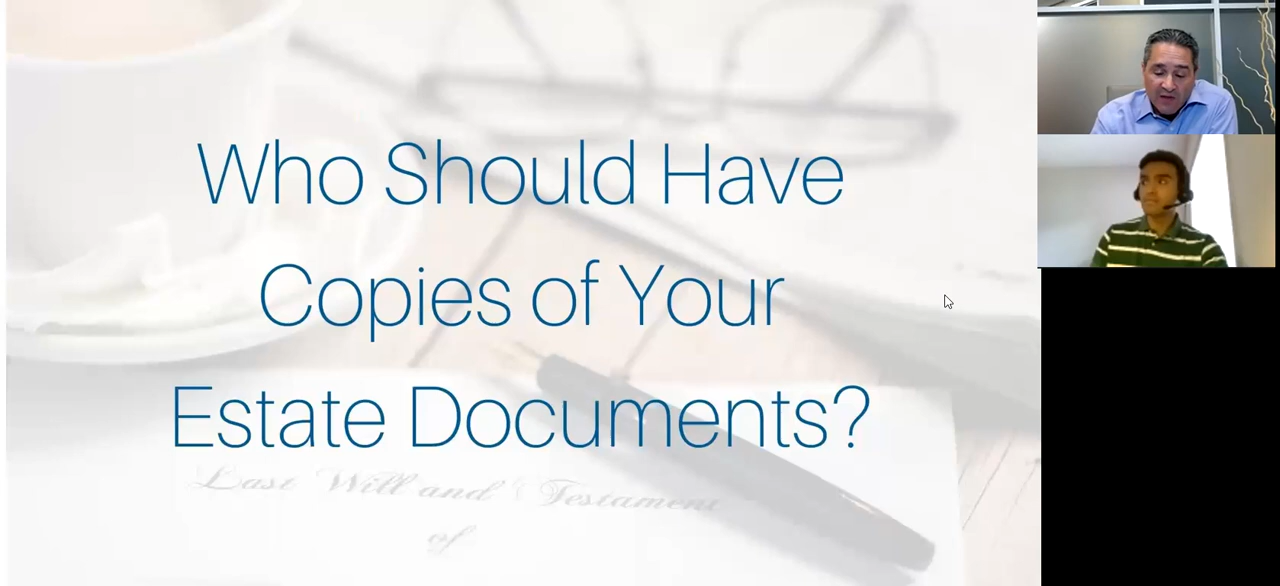 Who Should Have
Copies of Your
Estate Documents?
Last Will and Testament
of